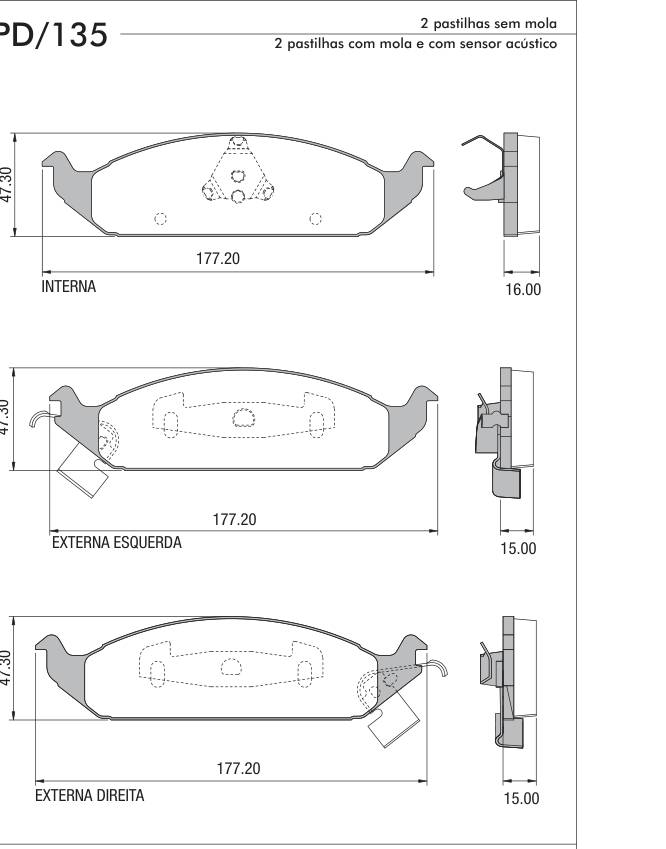 PD/135
2 pastilhas sem mola
2 pastilhas com mola e com sensor acústico
47.30
177.20
INTERNA
16.00
47.30
177.20
EXTERNA ESQUERDA
15.00
47.30
177.20
EXTERNA DIREITA
15.00